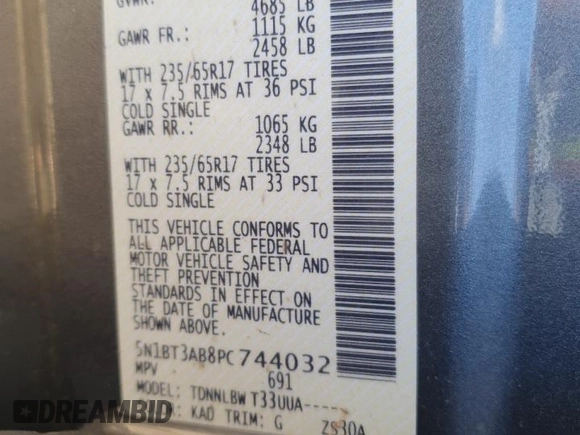 GVWR:
4685 LB
GAWR FR.: 1115 KG
2458 LB
WITH 235/65R17 TIRES
17 x 7.5 RIMS AT 36 PSI
COLD SINGLE
GAWR RR.: 1065 KG
2348 LB
WITH 235/65R17 TIRES
17 x 7.5 RIMS AT 33 PSI
COLD SINGLE
THIS VEHICLE CONFORMS TO
ALL APPLICABLE FEDERAL
MOTOR VEHICLE SAFETY AND
THEFT PREVENTION
STANDARDS IN EFFECT ON
THE DATE OF MANUFACTURE
SHOWN ABOVE.
5N1BT3AB8PC744032
MPV 691
MODEL: TDNNLBW T33UUA-----
KAD TRIM: G Z830A
DREAMBID